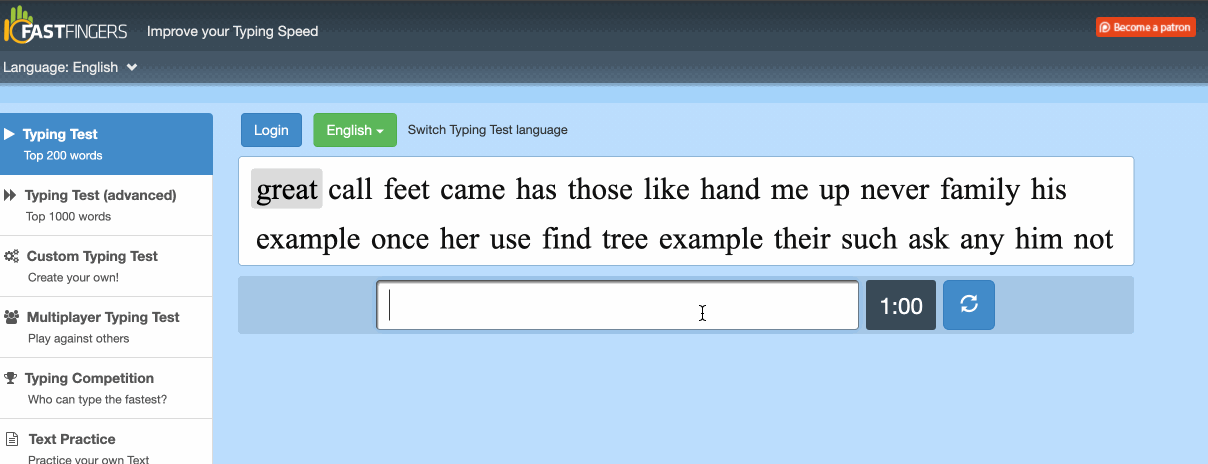 10FASTFINGERS
Improve your Typing Speed
Become a patron
Language: English
Typing Test
Top 200 words
Typing Test (advanced)
Top 1000 words
Custom Typing Test
Create your own!
Multiplayer Typing Test
Play against others
Typing Competition
Who can type the fastest?
Text Practice
Practice your own Text
Login
English
Switch Typing Test language
great call feet came has those like hand me up never family his
example once her use find tree example their such ask any him not
1:00